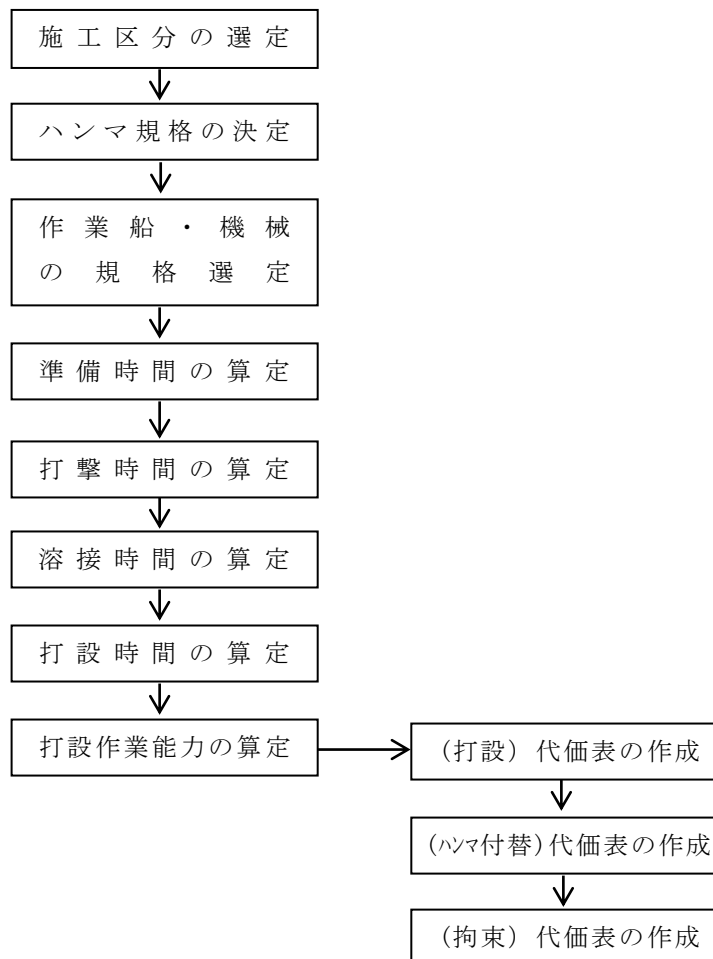 施工区分の選定
ハンマ規格の決定
作業船・機械
の規格選定
準備時間の算定
打撃時間の算定
溶接時間の算定
打設時間の算定
打設作業能力の算定
(打設) 代価表の作成
(ﾊﾝﾏ付替)代価表の作成
(拘束) 代価表の作成